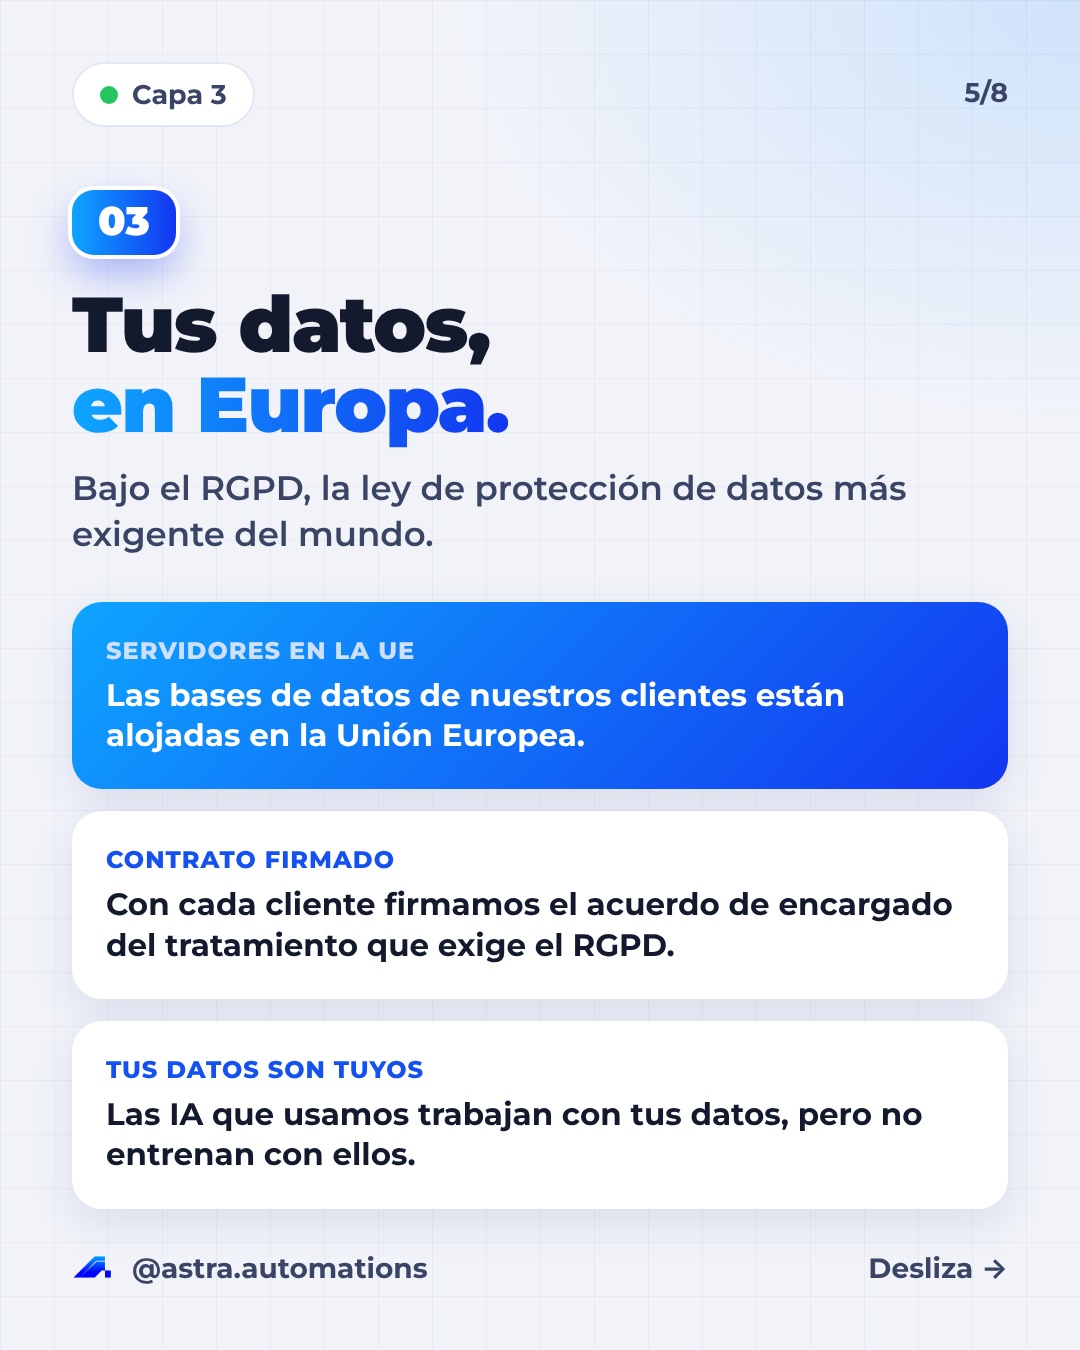 Capa 3
5/8
03
Tus datos,
en Europa.
Bajo el RGPD, la ley de protección de datos más
exigente del mundo.
SERVIDORES EN LA UE
Las bases de datos de nuestros clientes están
alojadas en la Unión Europea.
CONTRATO FIRMADO
Con cada cliente firmamos el acuerdo de encargado
del tratamiento que exige el RGPD.
TUS DATOS SON TUYOS
Las IA que usamos trabajan con tus datos, pero no
entrenan con ellos.
@astra.automations
Desliza →